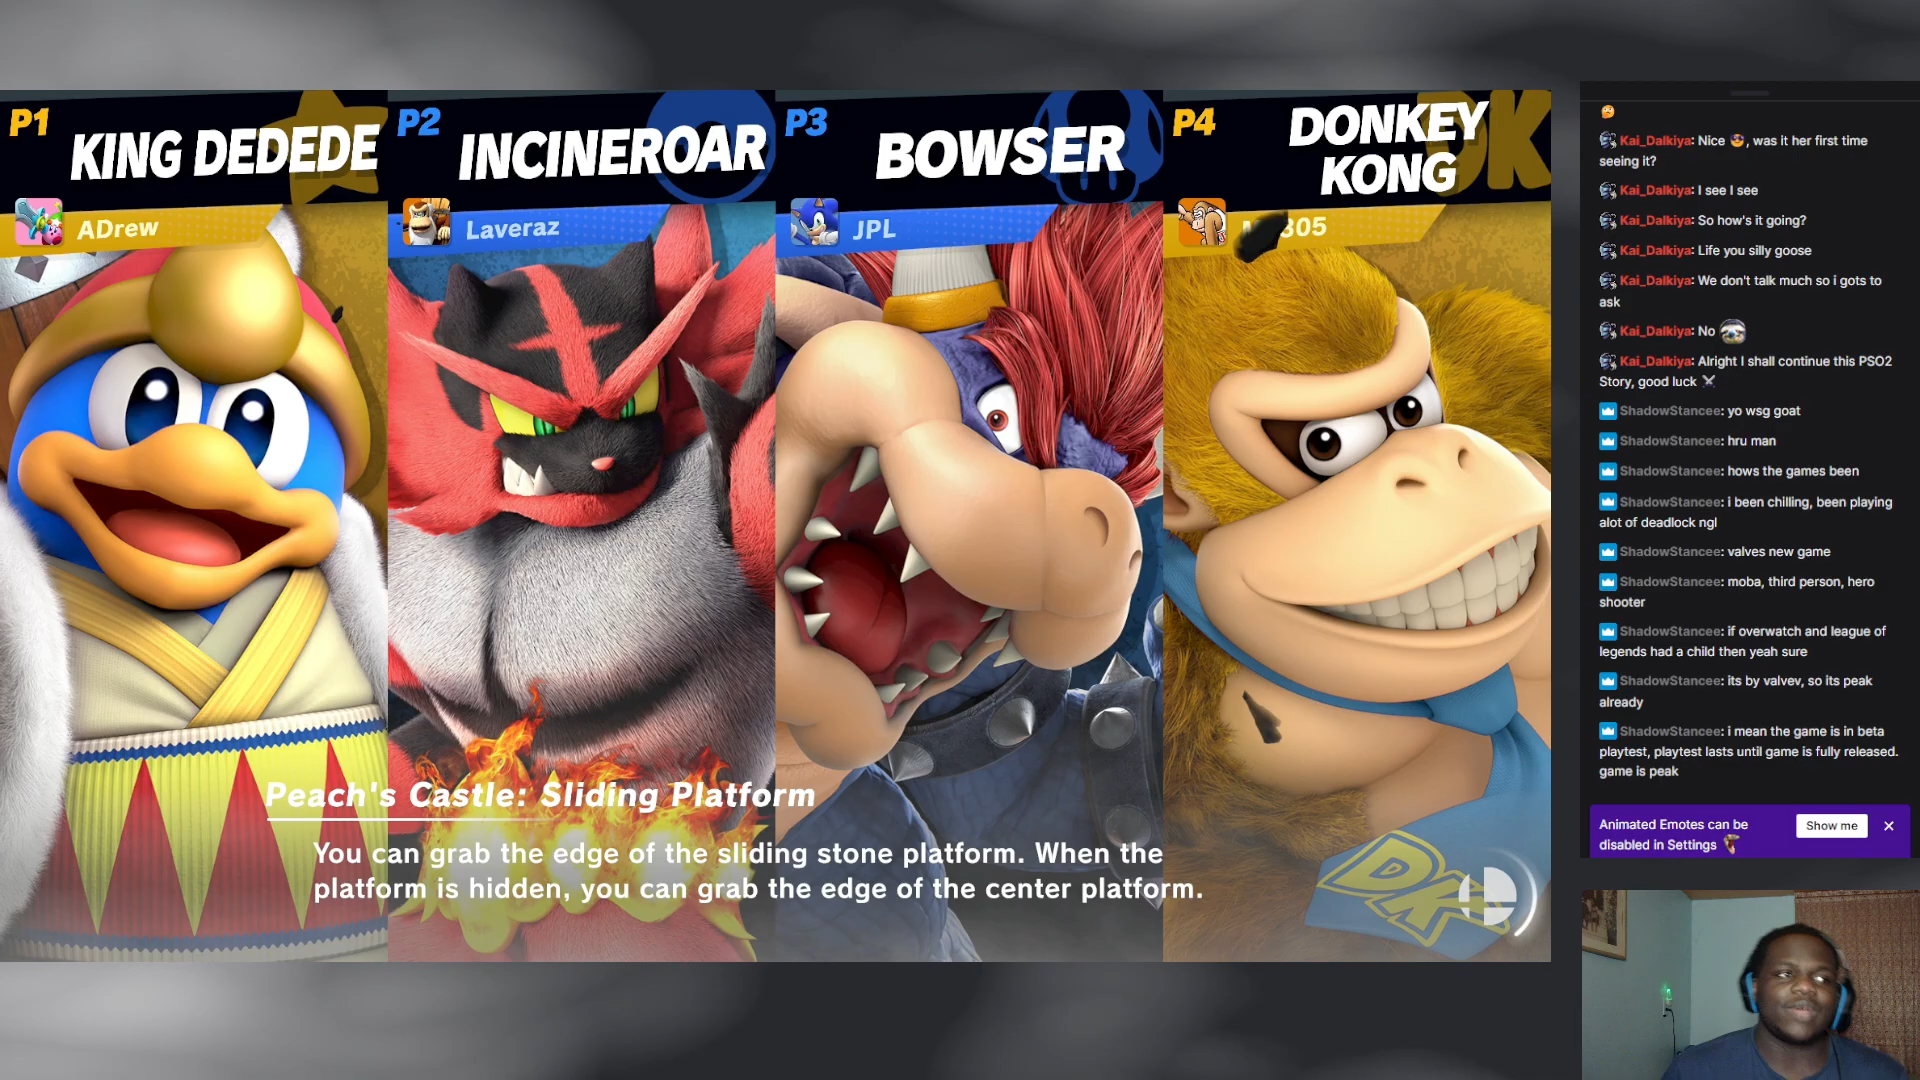 P1
KING DEDEDE
ADrew
P2
INCINEROAR
Laveraz
P3
BOWSER
JPL
P4
DONKEY
KONG
DK
Peach's Castle: Sliding Platform
You can grab the edge of the sliding stone platform. When the
platform is hidden, you can grab the edge of the center platform.
DK
Kai_Dalkiya: Nice , was it her first time
seeing it?
Kai_Dalkiya: I see I see
Kai_Dalkiya: So how's it going?
Kai_Dalkiya: Life you silly goose
Kai_Dalkiya: We don't talk much so i gots to
ask
Kai_Dalkiya: No
Kai_Dalkiya: Alright I shall continue this PSO2
Story, good luck
ShadowStancee: yo wsg goat
ShadowStancee: hru man
ShadowStancee: hows the games been
ShadowStancee: i been chilling, been playing
alot of deadlock ngl
ShadowStancee: valves new game
ShadowStancee: moba, third person, hero
shooter
ShadowStancee: if overwatch and league of
legends had a child then yeah sure
ShadowStancee: its by valvev, so its peak
already
ShadowStancee: i mean the game is in beta
playtest, playtest lasts until game is fully released.
game is peak
Animated Emotes can be
disabled in Settings
Show me